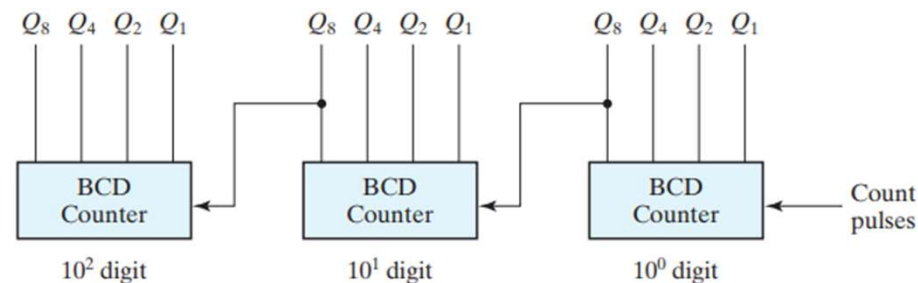 Q₈ Q₄ Q₂ Q₁ Q₈ Q₄ Q₂ Q₁ Q₈ Q₄ Q₂ Q₁
BCD
Counter
BCD
Counter
BCD
Counter
Count
pulses
10² digit
10¹ digit
10⁰ digit